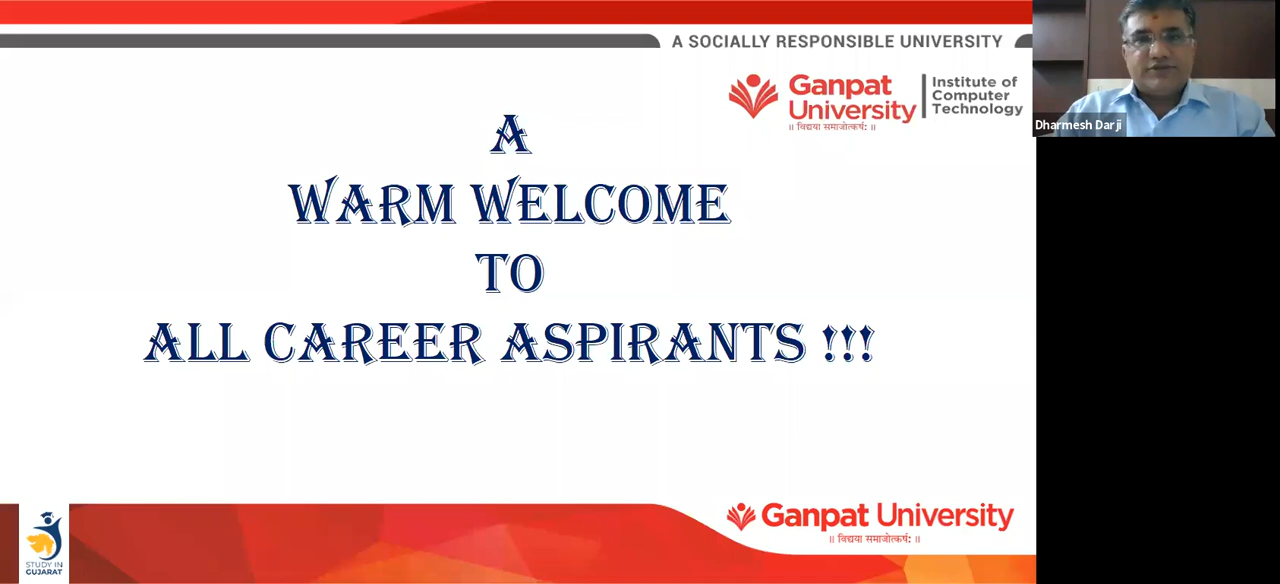 A SOCIALLY RESPONSIBLE UNIVERSITY
Ganpat
University
॥ विद्यया समाजोत्कर्षः ॥
Institute of
Computer
Technology
Dharmesh Darji
A
WARM WELCOME
TO
ALL CAREER ASPIRANTS !!!
STUDY IN
GUJARAT
Ganpat University
॥ विद्यया समाजोत्कर्षः ॥